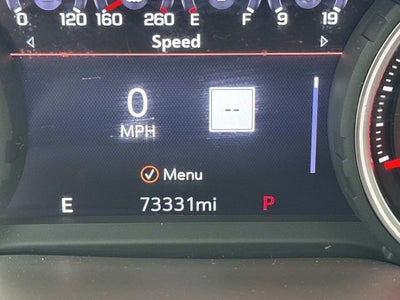 0 120 160 260 E F 9 19
Speed
0 --
MPH
Menu
E 73331mi P